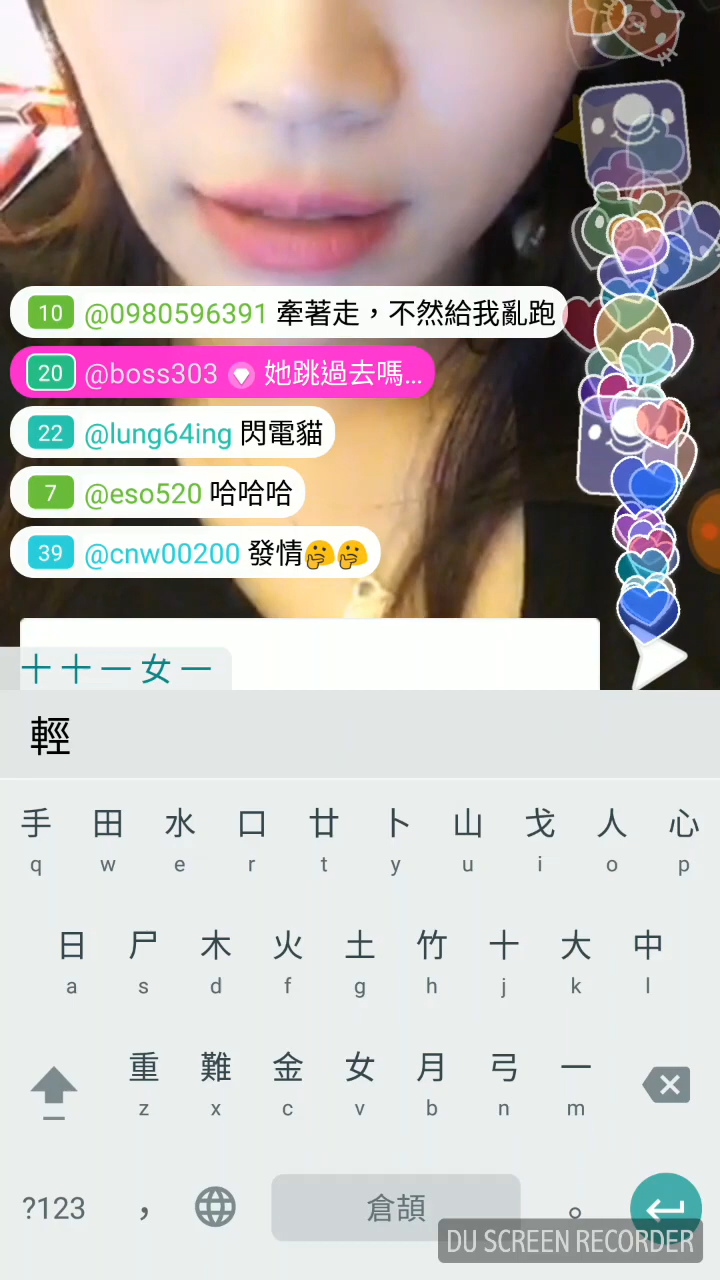 10 @0980596391 牽著走，不然給我亂跑
20 @boss303 她跳過去嗎...
22 @lung64ing 閃電貓
7 @eso520 哈哈哈
39 @cnw00200 發情🤔🤔
十十一女一
輕
手 田 水 口 廿 卜 山 戈 人 心
q w e r t y u i o p
日 尸 木 火 土 竹 十 大 中
a s d f g h j k l
重 難 金 女 月 弓 一
z x c v b n m
?123 ， 倉頡 。
DU SCREEN RECORDER